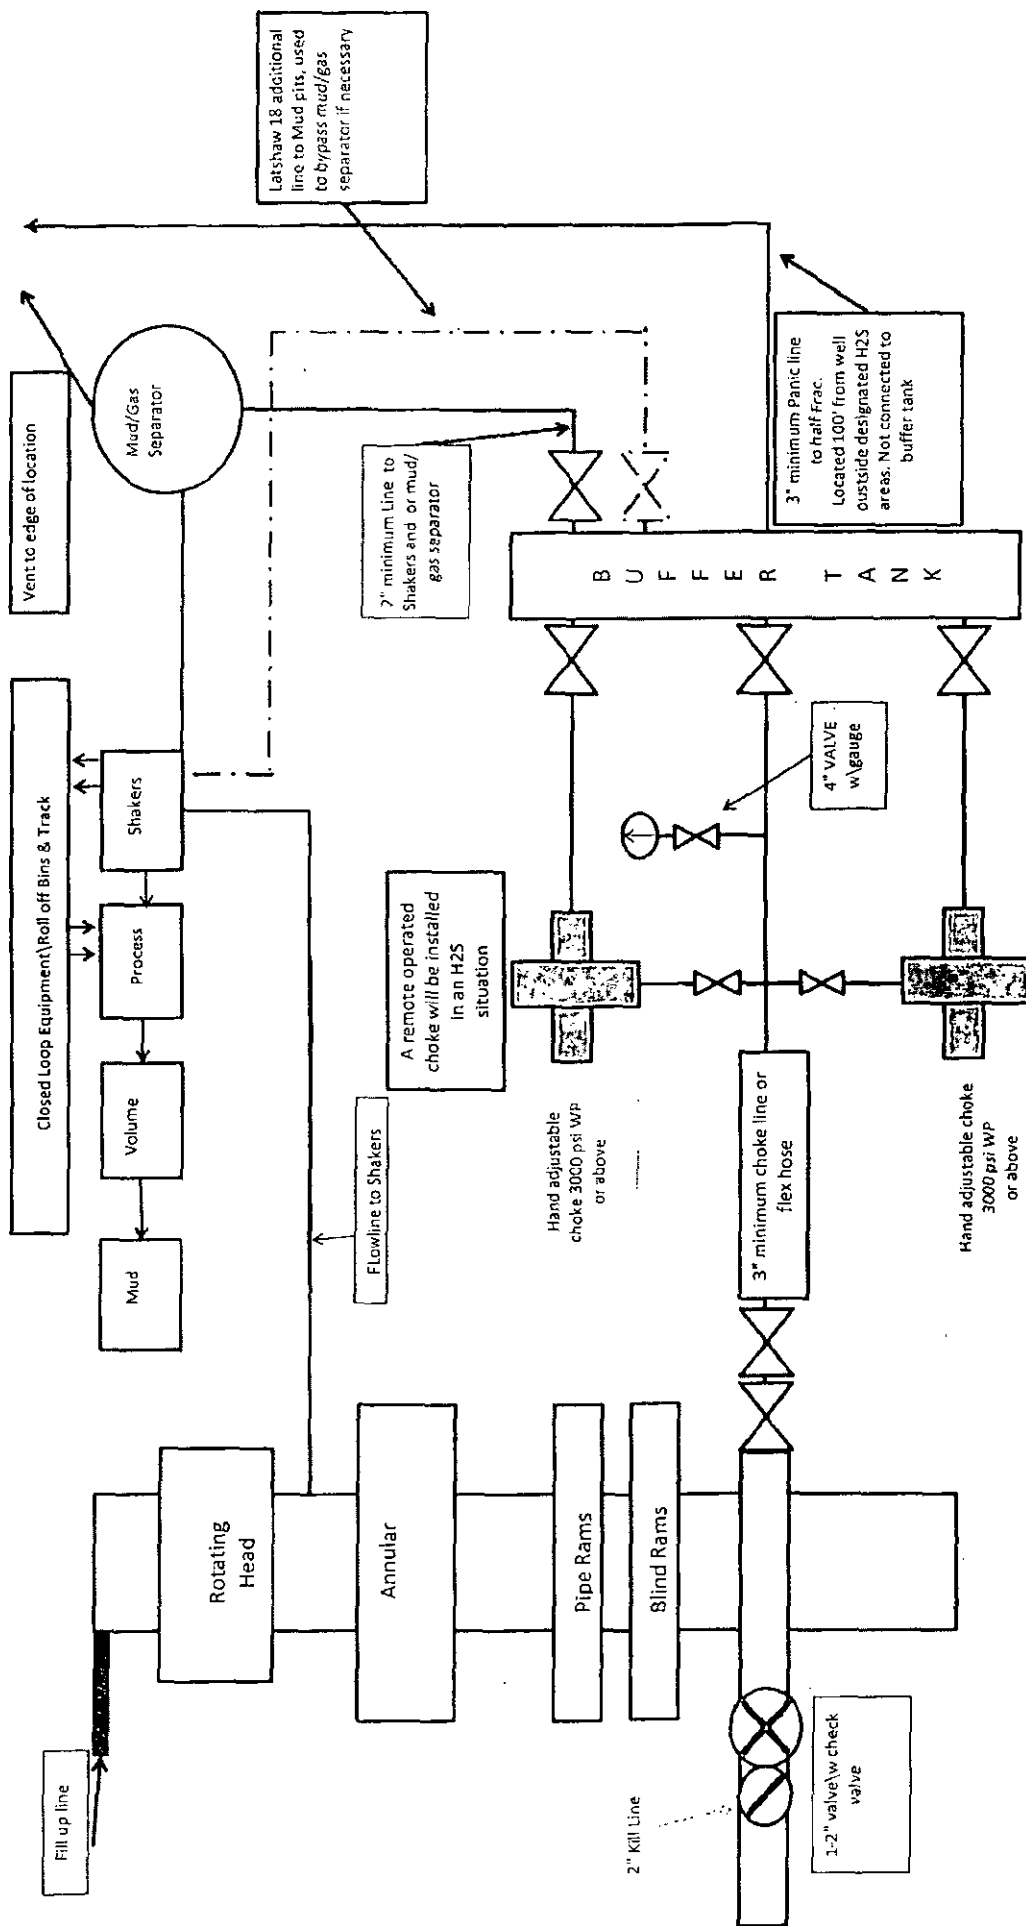 Fill up line
Rotating
Head
Annular
Pipe Rams
Blind Rams
2" Kill Line
1-2" valve\w check
valve
Mud
Volume
Process
Shakers
Closed Loop Equipment\Roll off Bins & Track
Vent to edge of location
Mud/Gas
Separator
Latshaw 18 additional
line to Mud pits, used
to bypass mud/gas
separator if necessary
FLowline to Shakers
A remote operated
choke will be installed
in an H2S
situation
Hand adjustable
choke 3000 psi WP
or above
3" minimum choke line or
flex hose
Hand adjustable choke
3000 psi WP
or above
4" VALVE
w\gauge
2" minimum Line to
Shakers and or mud/
gas separator
BUFFER TANK
3" minimum Panic line
to half Frac.
Located 100' from well
oustside designated H2S
areas. Not connected to
buffer tank